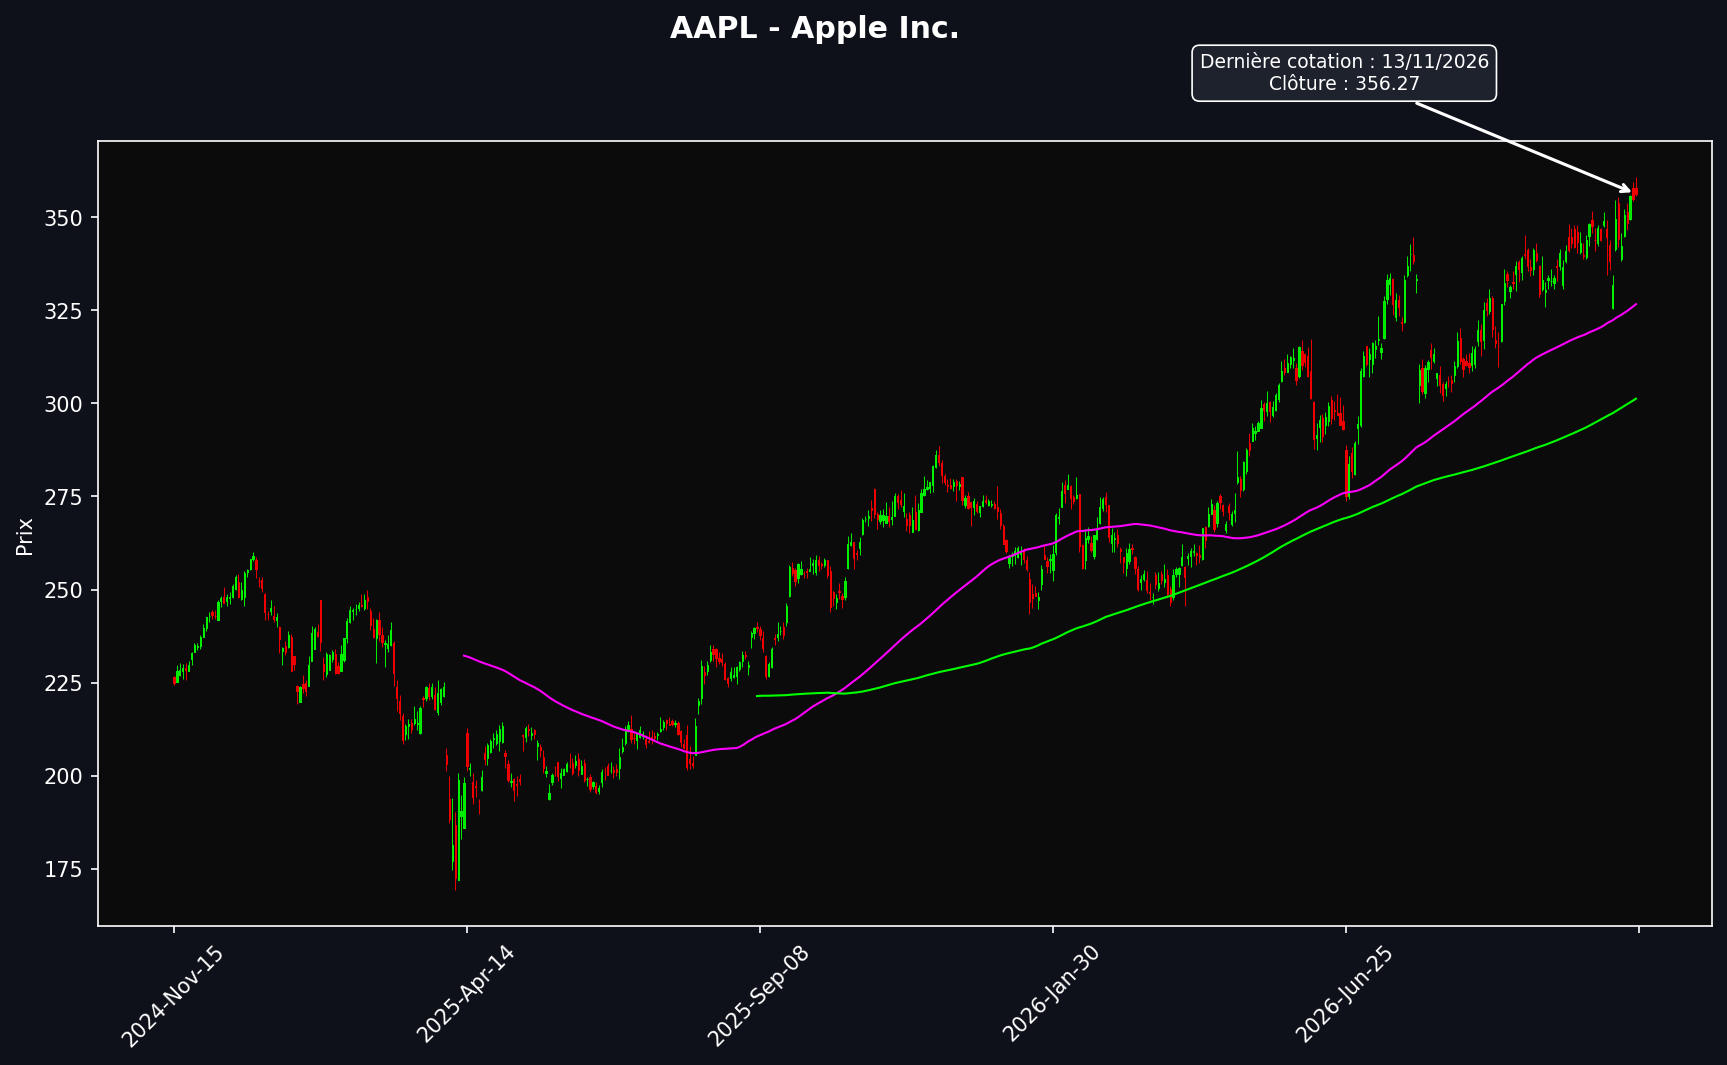 AAPL - Apple Inc.
Dernière cotation : 13/11/2026
Clôture : 356.27
Prix
350
325
300
275
250
225
200
175
2024-Nov-15
2025-Apr-14
2025-Sep-08
2026-Jan-30
2026-Jun-25